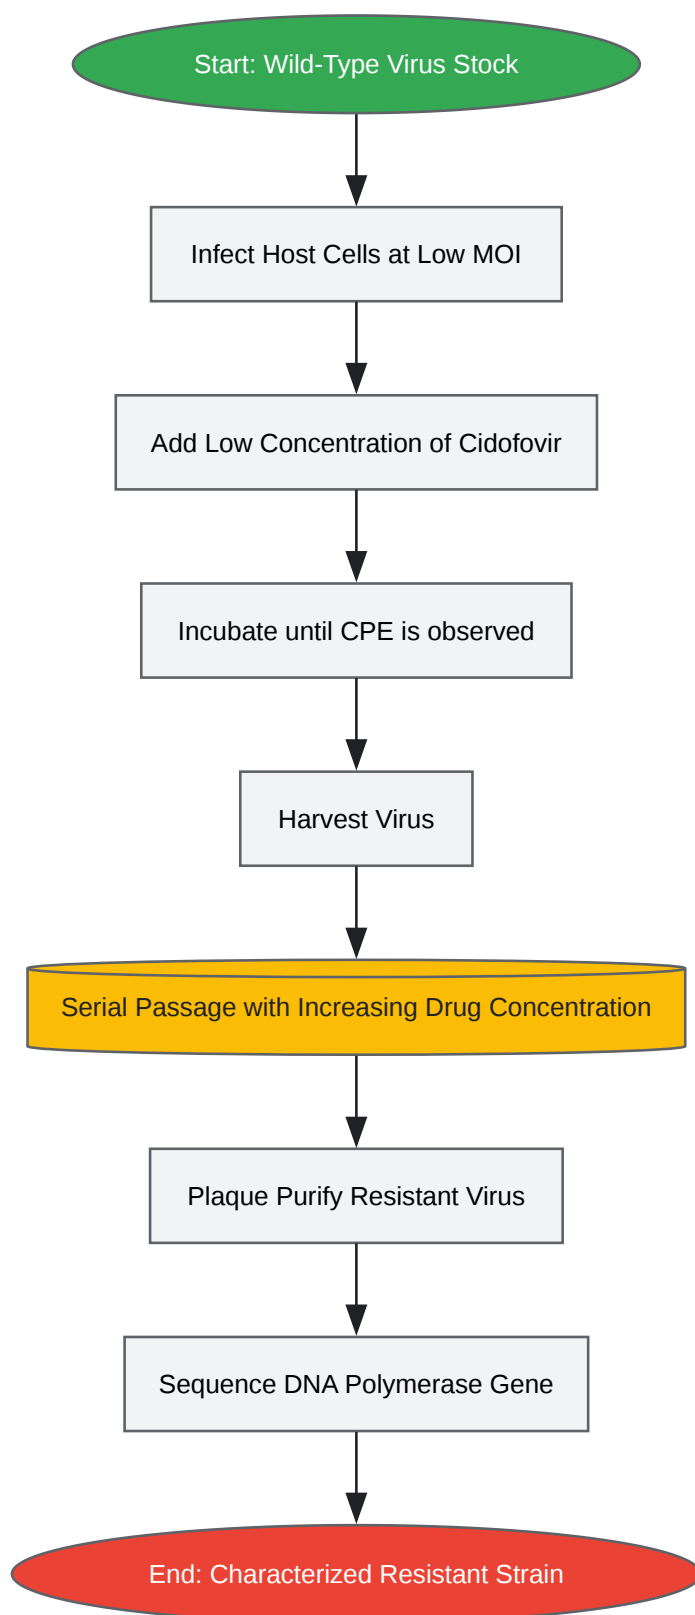 Start: Wild-Type Virus Stock
Infect Host Cells at Low MOI
Add Low Concentration of Cidofovir
Incubate until CPE is observed
Harvest Virus
Serial Passage with Increasing Drug Concentration
Plaque Purify Resistant Virus
Sequence DNA Polymerase Gene
End: Characterized Resistant Strain